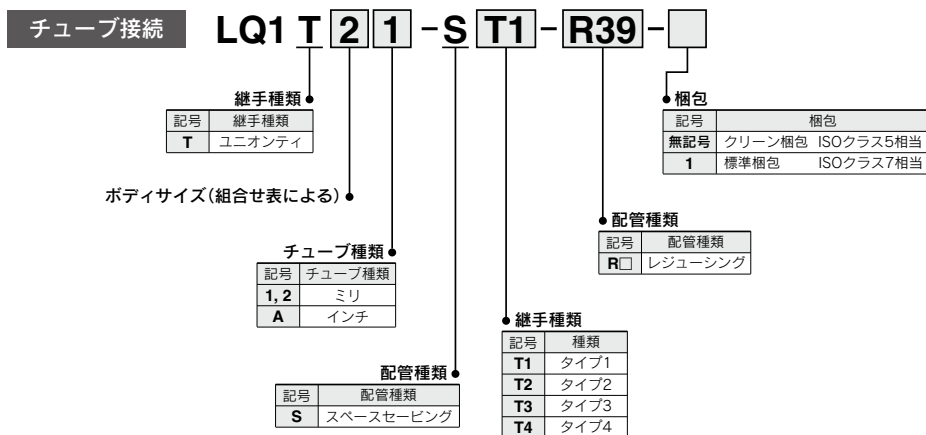 チューブ接続
LQ1 T 2 1 - S T1 - R39 - □
継手種類
記号 継手種類
T ユニオンティ
梱包
記号 梱包
無記号 クリーン梱包 ISOクラス5相当
1 標準梱包 ISOクラス7相当
ボディサイズ(組合せ表による)
配管種類
記号 配管種類
R□ レジューシング
チューブ種類
記号 チューブ種類
1, 2 ミリ
A インチ
継手種類
記号 種類
T1 タイプ1
T2 タイプ2
T3 タイプ3
T4 タイプ4
配管種類
記号 配管種類
S スペースセービング